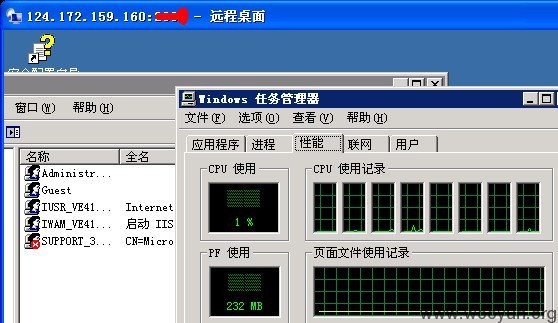 124.172.159.160: - 远程桌面
安全配置向导
窗口(W) 帮助(H)
名称 全名
Administr...
Guest
IUSR_VE41... Internet
IWAM_VE41... 启动 IIS
SUPPORT_3... CN=Micro
Windows 任务管理器
文件(F) 选项(O) 查看(V) 帮助(H)
应用程序 进程 性能 联网 用户
CPU 使用 CPU 使用记录
1 %
PF 使用 页面文件使用记录
232 MB
www.wooyun.org